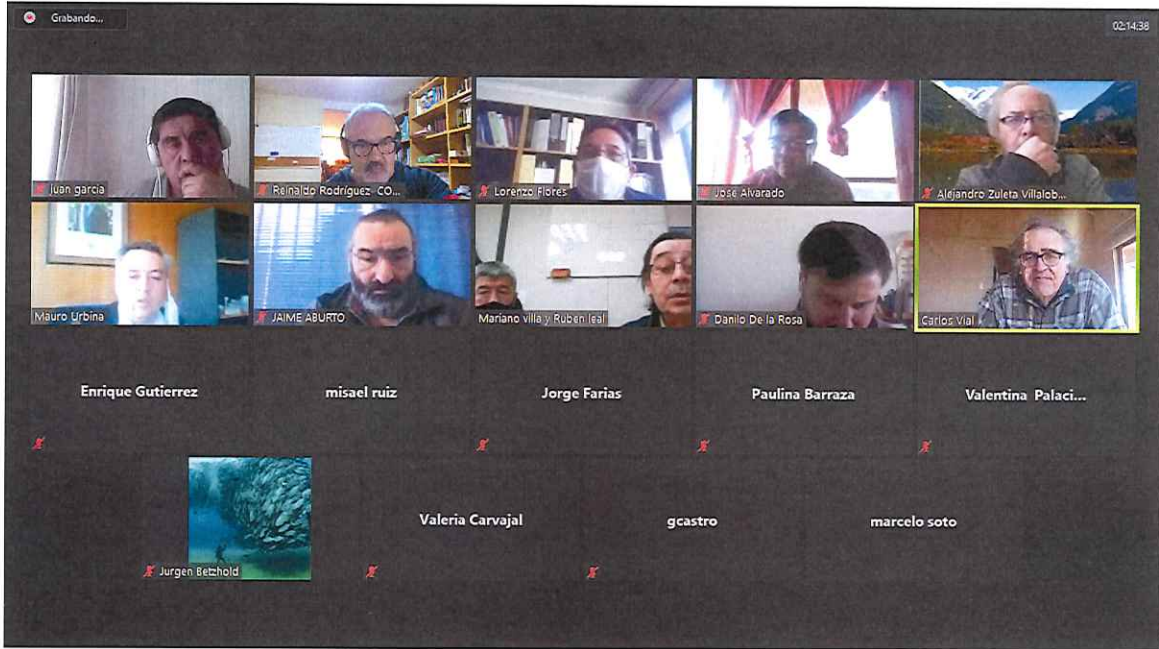 Grabando...
02:14:38
juan garcia
Reinaldo Rodríguez- CO...
Lorenzo Flores
Jose Alvarado
Alejandro Zuleta Villalob...
Mauro Urbina
JAIME ABURTO
Mariano villa y Ruben leal
Danilo De la Rosa
Carlos Vial
Enrique Gutierrez
misael ruiz
Jorge Farias
Paulina Barraza
Valentina Palaci...
Jurgen Betzhold
Valeria Carvajal
gcastro
marcelo soto